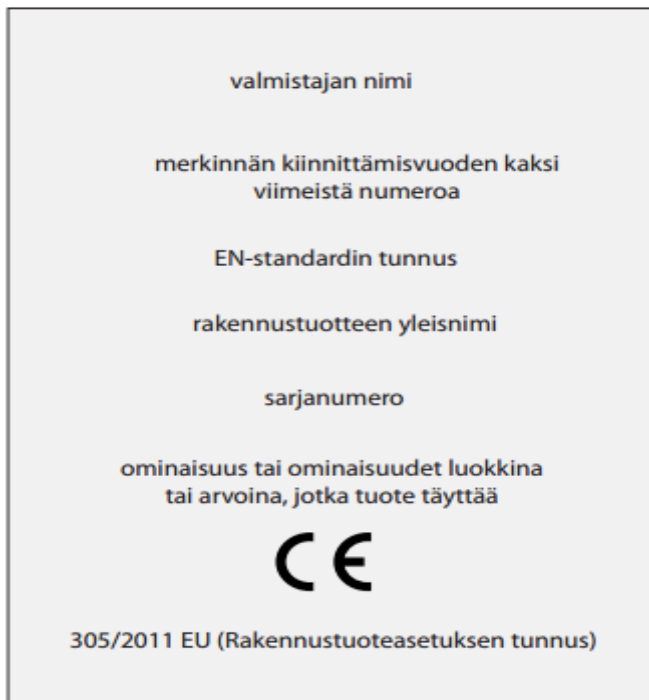 valmistajan nimi
merkinnän kiinnittämisvuoden kaksi
viimeistä numeroa
EN-standardin tunnus
rakennustuotteen yleisnimi
sarjanumero
ominaisuus tai ominaisuudet luokkina
tai arvoina, jotka tuote täyttää
CE
305/2011 EU (Rakennustuoteasetuksen tunnus)